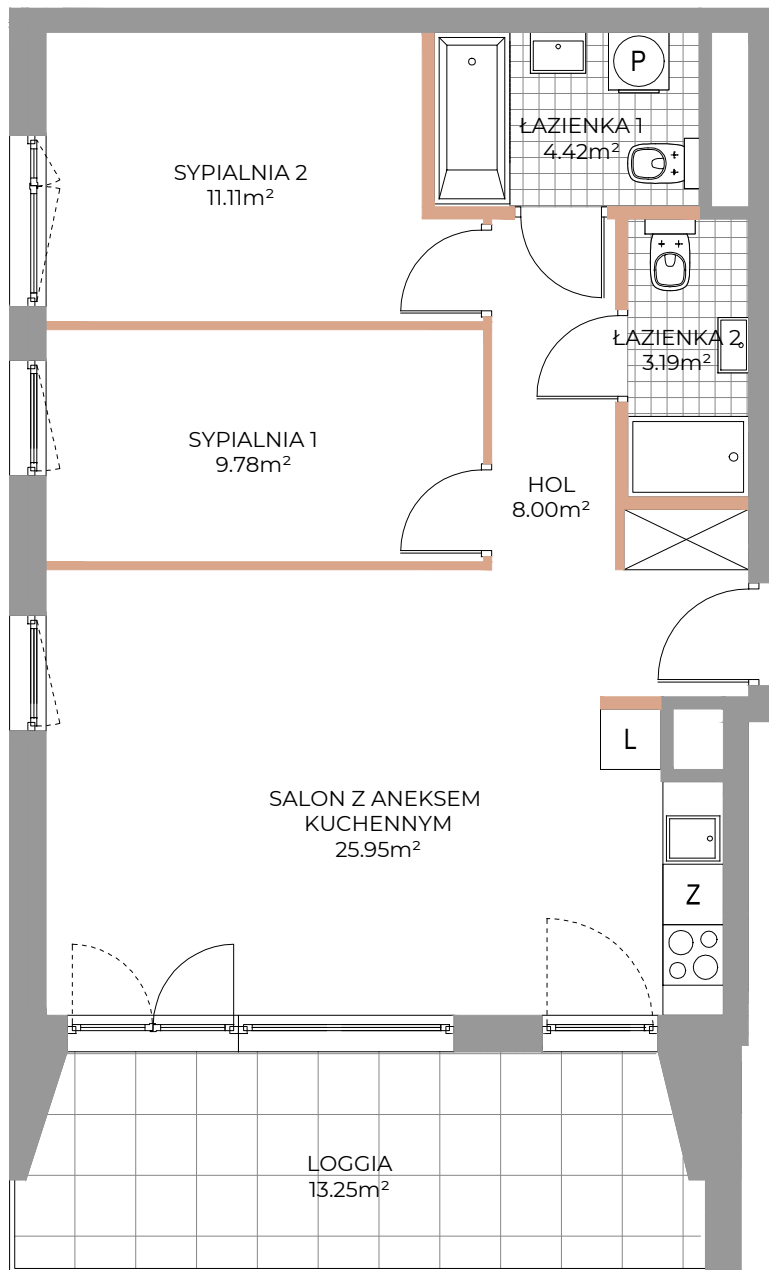 P
ŁAZIENKA 1
4.42m²
SYPIALNIA 2
11.11m²
ŁAZIENKA 2
3.19m²
SYPIALNIA 1
9.78m²
HOL
8.00m²
L
SALON Z ANEKSEM
KUCHENNYM
25.95m²
Z
LOGGIA
13.25m²